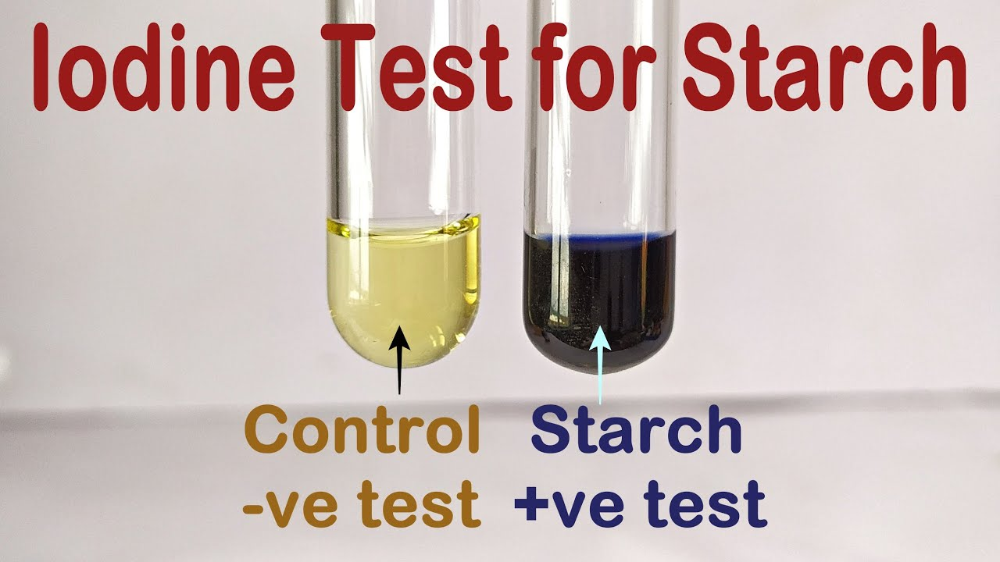 Iodine Test for Starch
Control Starch
-ve test +ve test